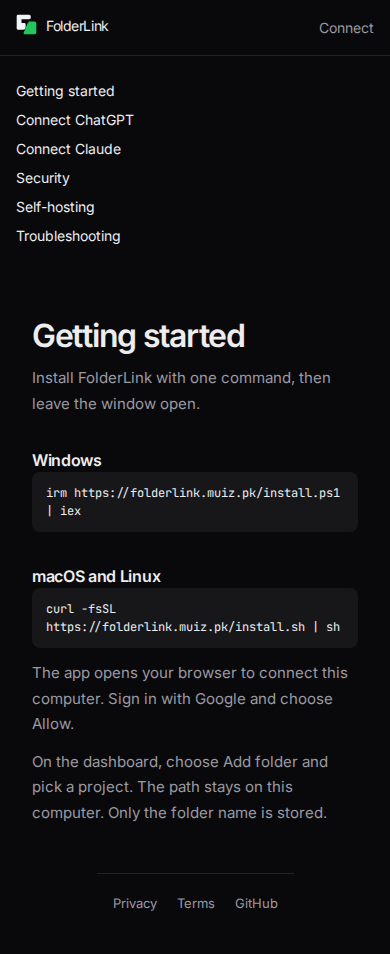 FolderLink
Connect
Getting started
Connect ChatGPT
Connect Claude
Security
Self-hosting
Troubleshooting
Getting started
Install FolderLink with one command, then
leave the window open.
Windows
irm https://folderlink.muiz.pk/install.ps1
| iex
macOS and Linux
curl -fsSL
https://folderlink.muiz.pk/install.sh | sh
The app opens your browser to connect this
computer. Sign in with Google and choose
Allow.
On the dashboard, choose Add folder and
pick a project. The path stays on this
computer. Only the folder name is stored.
Privacy Terms GitHub